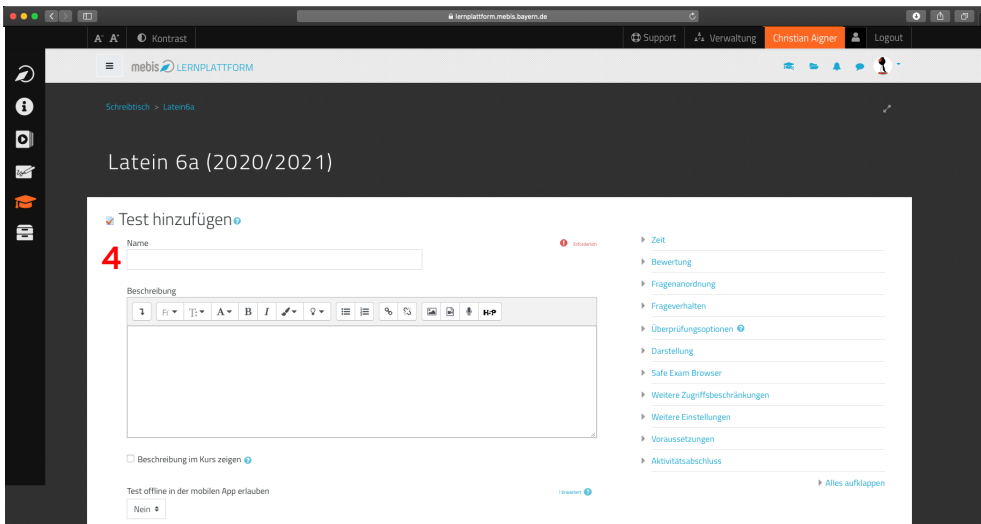 lernplattform.mebis.bayern.de
A- A+ Kontrast Support Verwaltung Christian Aigner Logout
mebis LERNPLATTFORM
Schreibtisch > Latein6a
Latein 6a (2020/2021)
Test hinzufügen
4 Name Erforderlich
Beschreibung
B I H-P
Beschreibung im Kurs zeigen
Test offline in der mobilen App erlauben
Nein
Zeit
Bewertung
Fragenanordnung
Frageverhalten
Überprüfungsoptionen
Darstellung
Safe Exam Browser
Weitere Zugriffsbeschränkungen
Weitere Einstellungen
Voraussetzungen
Aktivitätsabschluss
Alles aufklappen